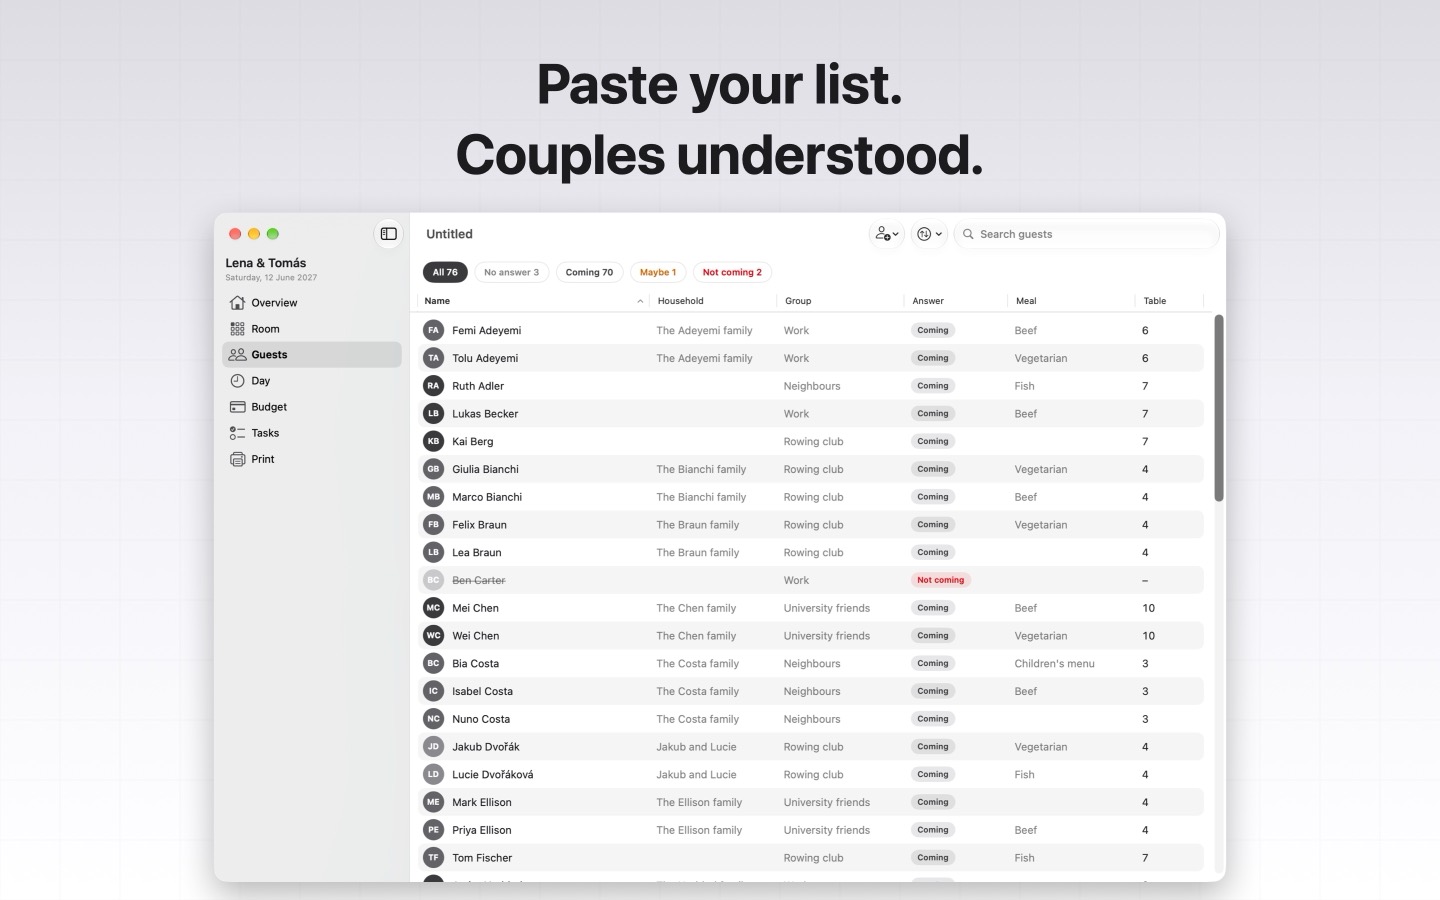 Paste your list.
Couples understood.
Untitled
Search guests
Lena & Tomás
Saturday, 12 June 2027
Overview
Room
Guests
Day
Budget
Tasks
Print
All 76 No answer 3 Coming 70 Maybe 1 Not coming 2
Name Household Group Answer Meal Table
FA Femi Adeyemi The Adeyemi family Work Coming Beef 6
TA Tolu Adeyemi The Adeyemi family Work Coming Vegetarian 6
RA Ruth Adler Neighbours Coming Fish 7
LB Lukas Becker Work Coming Beef 7
KB Kai Berg Rowing club Coming 7
GB Giulia Bianchi The Bianchi family Rowing club Coming Vegetarian 4
MB Marco Bianchi The Bianchi family Rowing club Coming Beef 4
FB Felix Braun The Braun family Rowing club Coming Vegetarian 4
LB Lea Braun The Braun family Rowing club Coming 4
BC Ben Carter Work Not coming –
MC Mei Chen The Chen family University friends Coming Beef 10
WC Wei Chen The Chen family University friends Coming Vegetarian 10
BC Bia Costa The Costa family Neighbours Coming Children's menu 3
IC Isabel Costa The Costa family Neighbours Coming Beef 3
NC Nuno Costa The Costa family Neighbours Coming 3
JD Jakub Dvořák Jakub and Lucie Rowing club Coming Vegetarian 4
LD Lucie Dvořáková Jakub and Lucie Rowing club Coming Fish 4
ME Mark Ellison The Ellison family University friends Coming 4
PE Priya Ellison The Ellison family University friends Coming Beef 4
TF Tom Fischer Rowing club Coming Fish 7